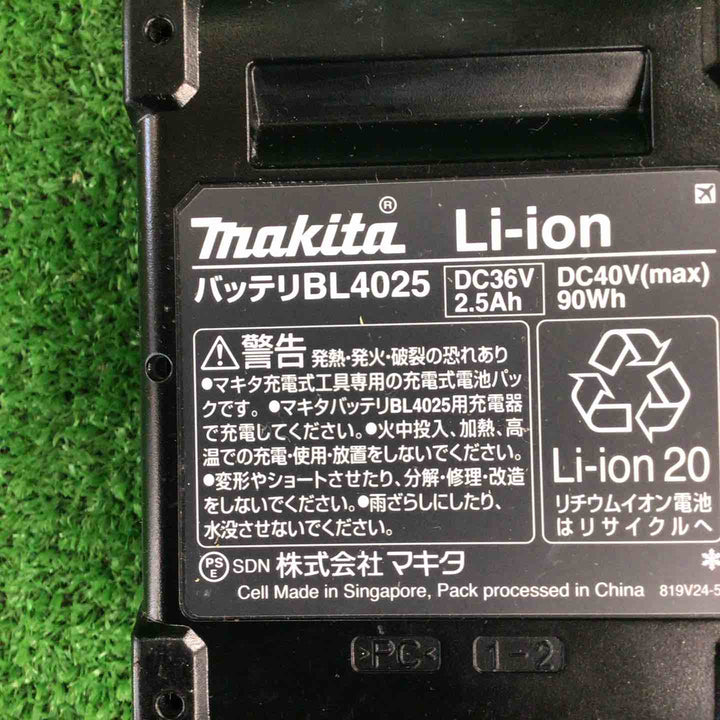 makita® Li-ion
バッテリBL4025 DC36V 2.5Ah DC40V(max) 90Wh
警告 発熱・発火・破裂の恐れあり
●マキタ充電式工具専用の充電式電池パッ
クです。●マキタバッテリBL4025用充電器
で充電してください。●火中投入、加熱、高
温での充電・使用・放置をしないでください。
●変形やショートさせたり、分解・修理・改造
をしないでください。●雨ざらしにしたり、
水没させないでください。
Li-ion 20
リチウムイオン電池
はリサイクルへ
PSE SDN 株式会社 マキタ
Cell Made in Singapore, Pack processed in China 819V24-5
>PC< 1-2